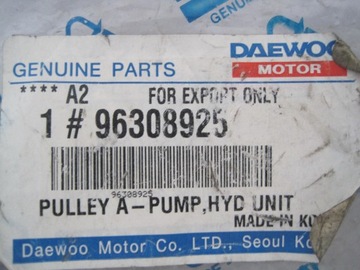 DAEWOO
GENUINE PARTS MOTOR
**** A2 FOR EXPORT ONLY
1 # 96308925
96308925
PULLEY A-PUMP,HYD UNIT
MADE IN KO
Daewoo Motor Co. LTD., Seoul Ko